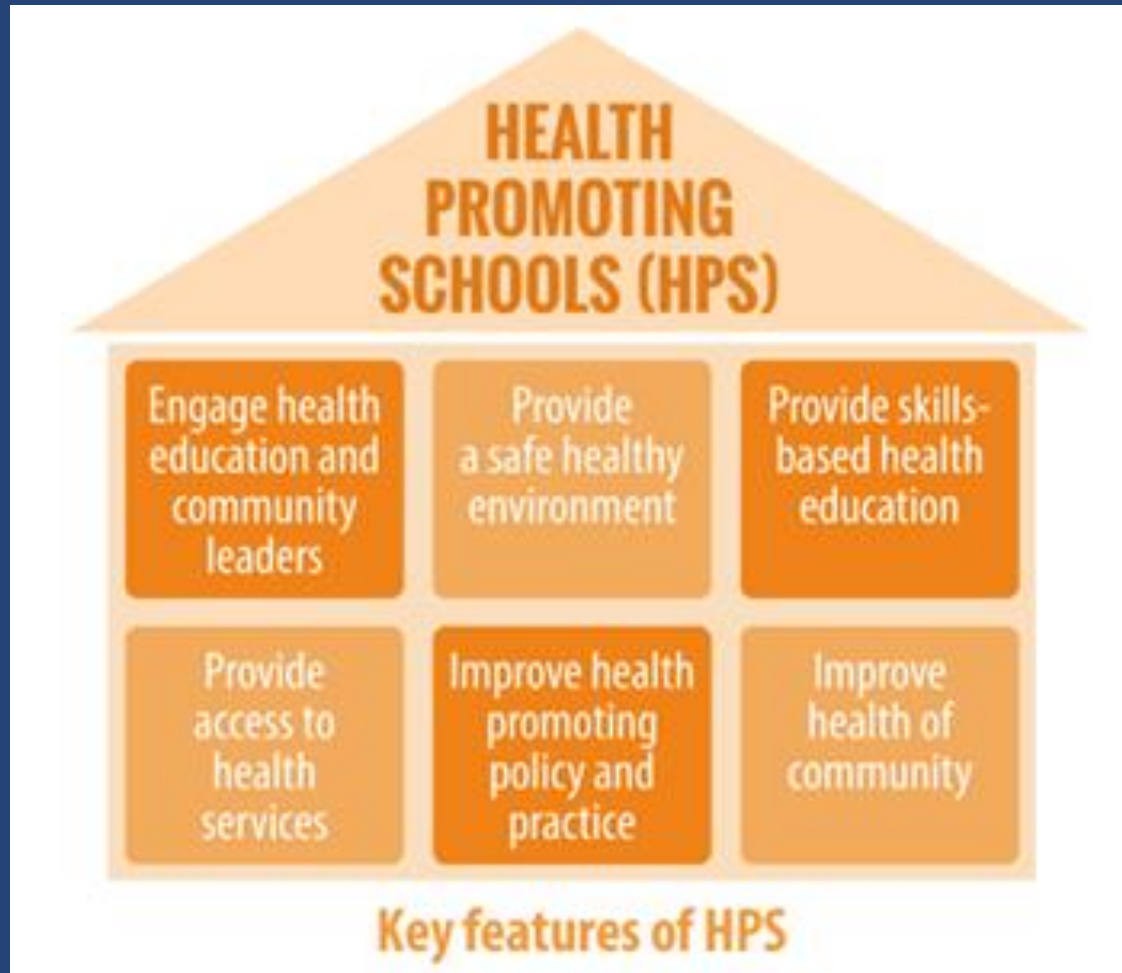 HEALTH
PROMOTING
SCHOOLS (HPS)
Engage health
education and
community
leaders
Provide
a safe healthy
environment
Provide skills-
based health
education
Provide
access to
health
services
Improve health
promoting
policy and
practice
Improve
health of
community
Key features of HPS